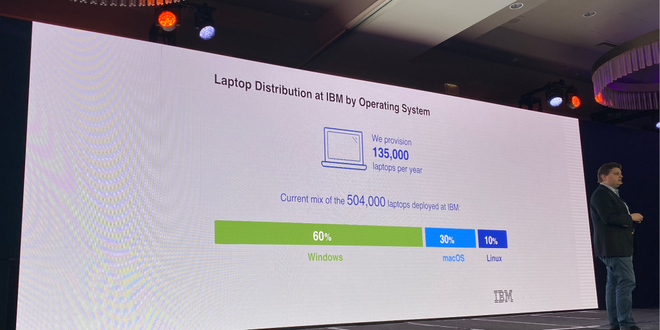 Laptop Distribution at IBM by Operating System
We provision
135,000
laptops per year
Current mix of the 504,000 laptops deployed at IBM:
60%
30%
10%
Windows
macOS
Linux
IBM